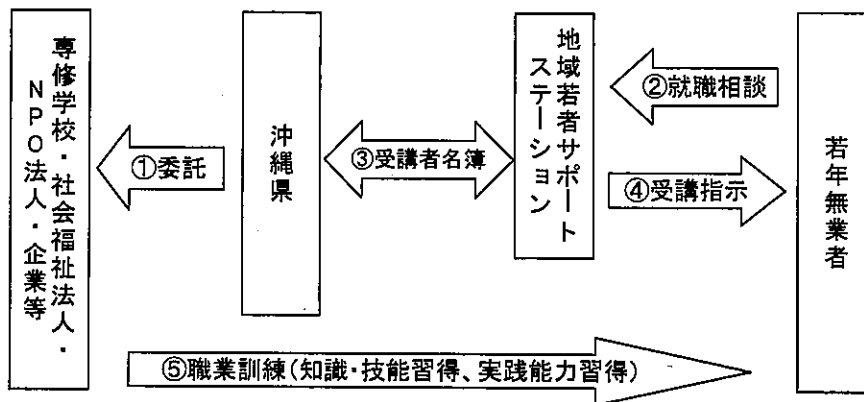 専修学校・社会福祉法人・
NPO法人・企業等
①委託
沖縄県
③受講者名簿
地域若者サポート
ステーション
②就職相談
④受講指示
若年無業者
⑤職業訓練(知識・技能習得、実践能力習得)